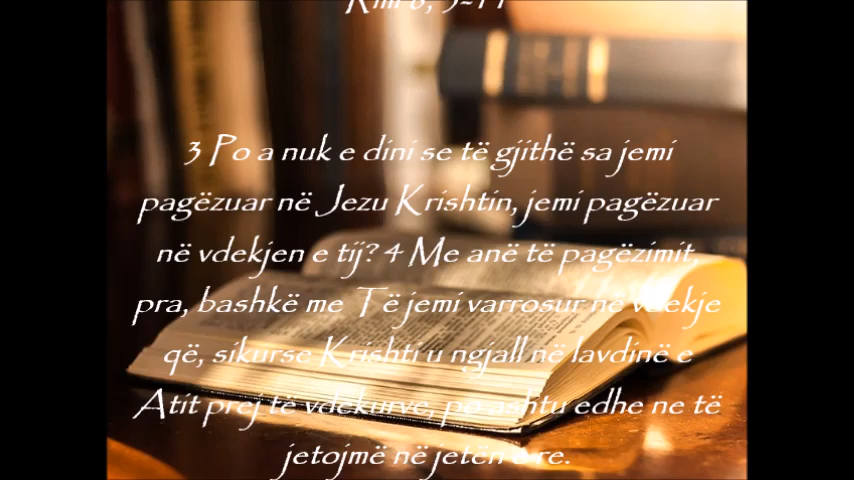 3 Po a nuk e dini se të gjithë sa jemi
pagëzuar në Jezu Krishtin, jemi pagëzuar
në vdekjen e tij? 4 Me anë të pagëzimit,
pra, bashkë me Të jemi varrosur në vdekje
që, sikurse Krishti u ngjall në lavdinë e
Atit prej të vdekurve, po ashtu edhe ne të
jetojmë në jetën e re.